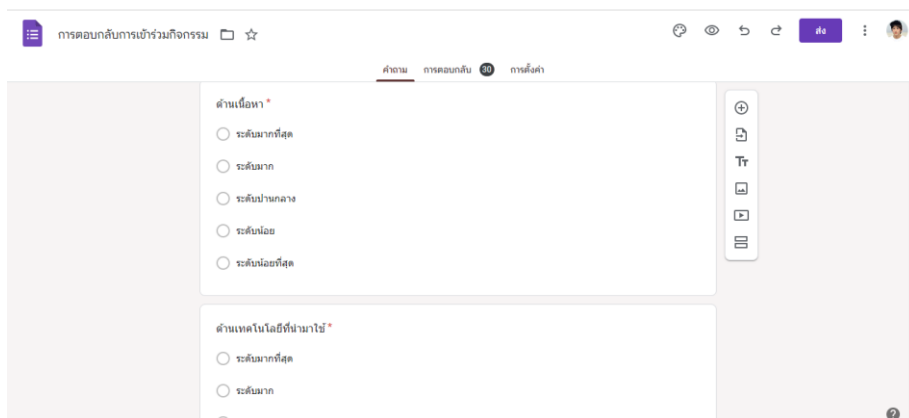 การตอบกลับการเข้าร่วมกิจกรรม
ส่ง
คำถาม การตอบกลับ 30 การตั้งค่า
ด้านเนื้อหา *
ระดับมากที่สุด
ระดับมาก
ระดับปานกลาง
ระดับน้อย
ระดับน้อยที่สุด
ด้านเทคโนโลยีที่นำมาใช้ *
ระดับมากที่สุด
ระดับมาก